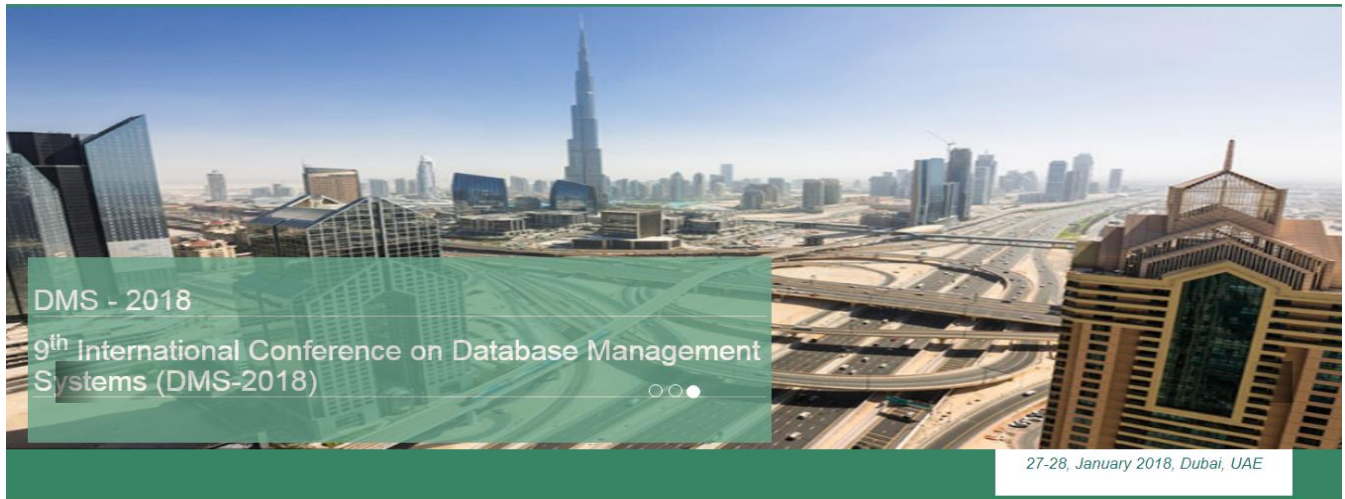 DMS - 2018
9th International Conference on Database Management
Systems (DMS-2018)
27-28, January 2018, Dubai, UAE